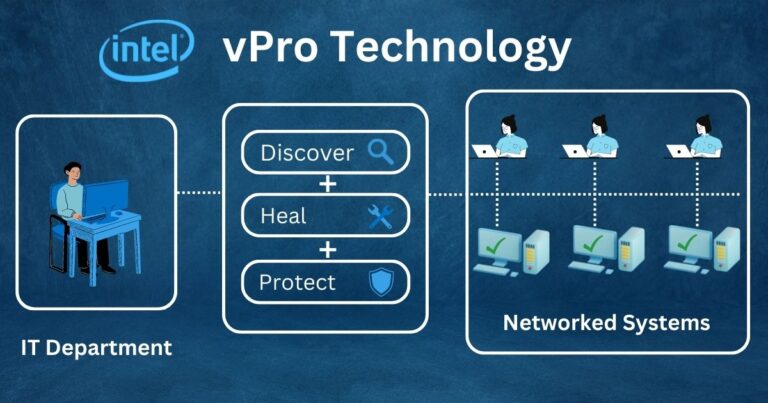 intel
vPro Technology
IT Department
Discover
+
Heal
+
Protect
Networked Systems